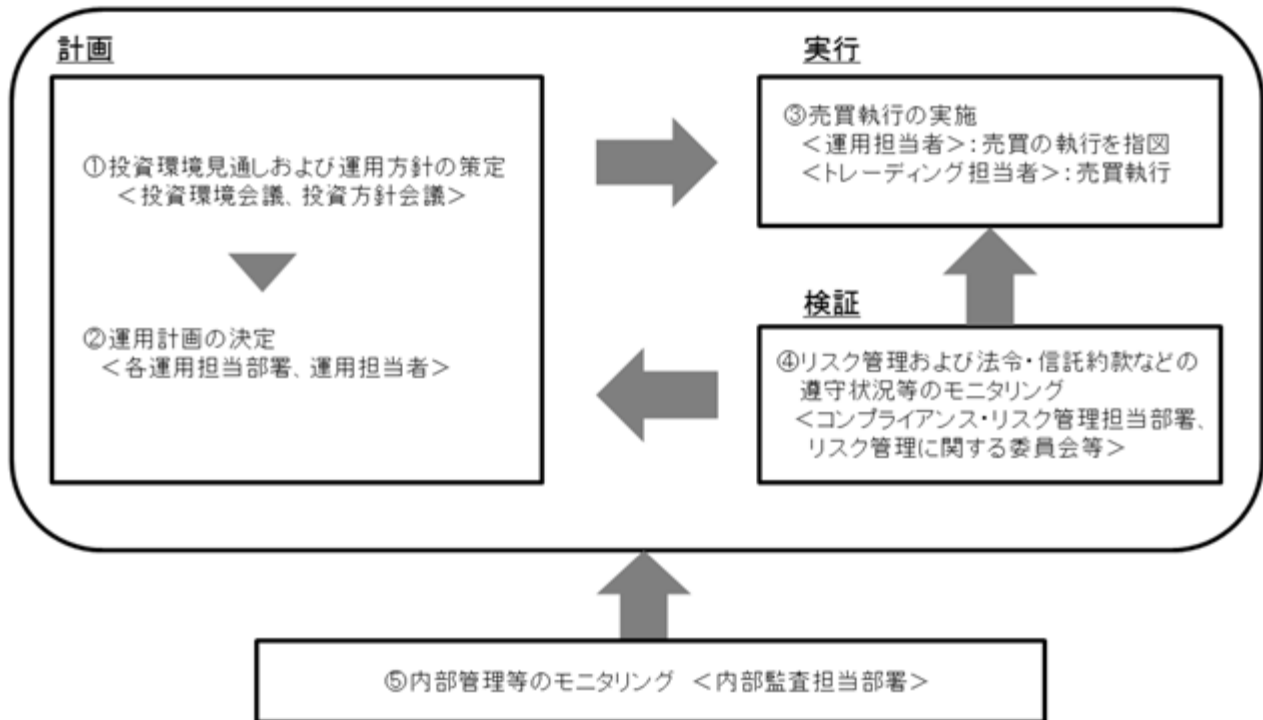 計画
①投資環境見通しおよび運用方針の策定
＜投資環境会議、投資方針会議＞
②運用計画の決定
＜各運用担当部署、運用担当者＞
実行
③売買執行の実施
＜運用担当者＞：売買の執行を指図
＜トレーディング担当者＞：売買執行
検証
④リスク管理および法令・信託約款などの
遵守状況等のモニタリング
＜コンプライアンス・リスク管理担当部署、
リスク管理に関する委員会等＞
⑤内部管理等のモニタリング ＜内部監査担当部署＞